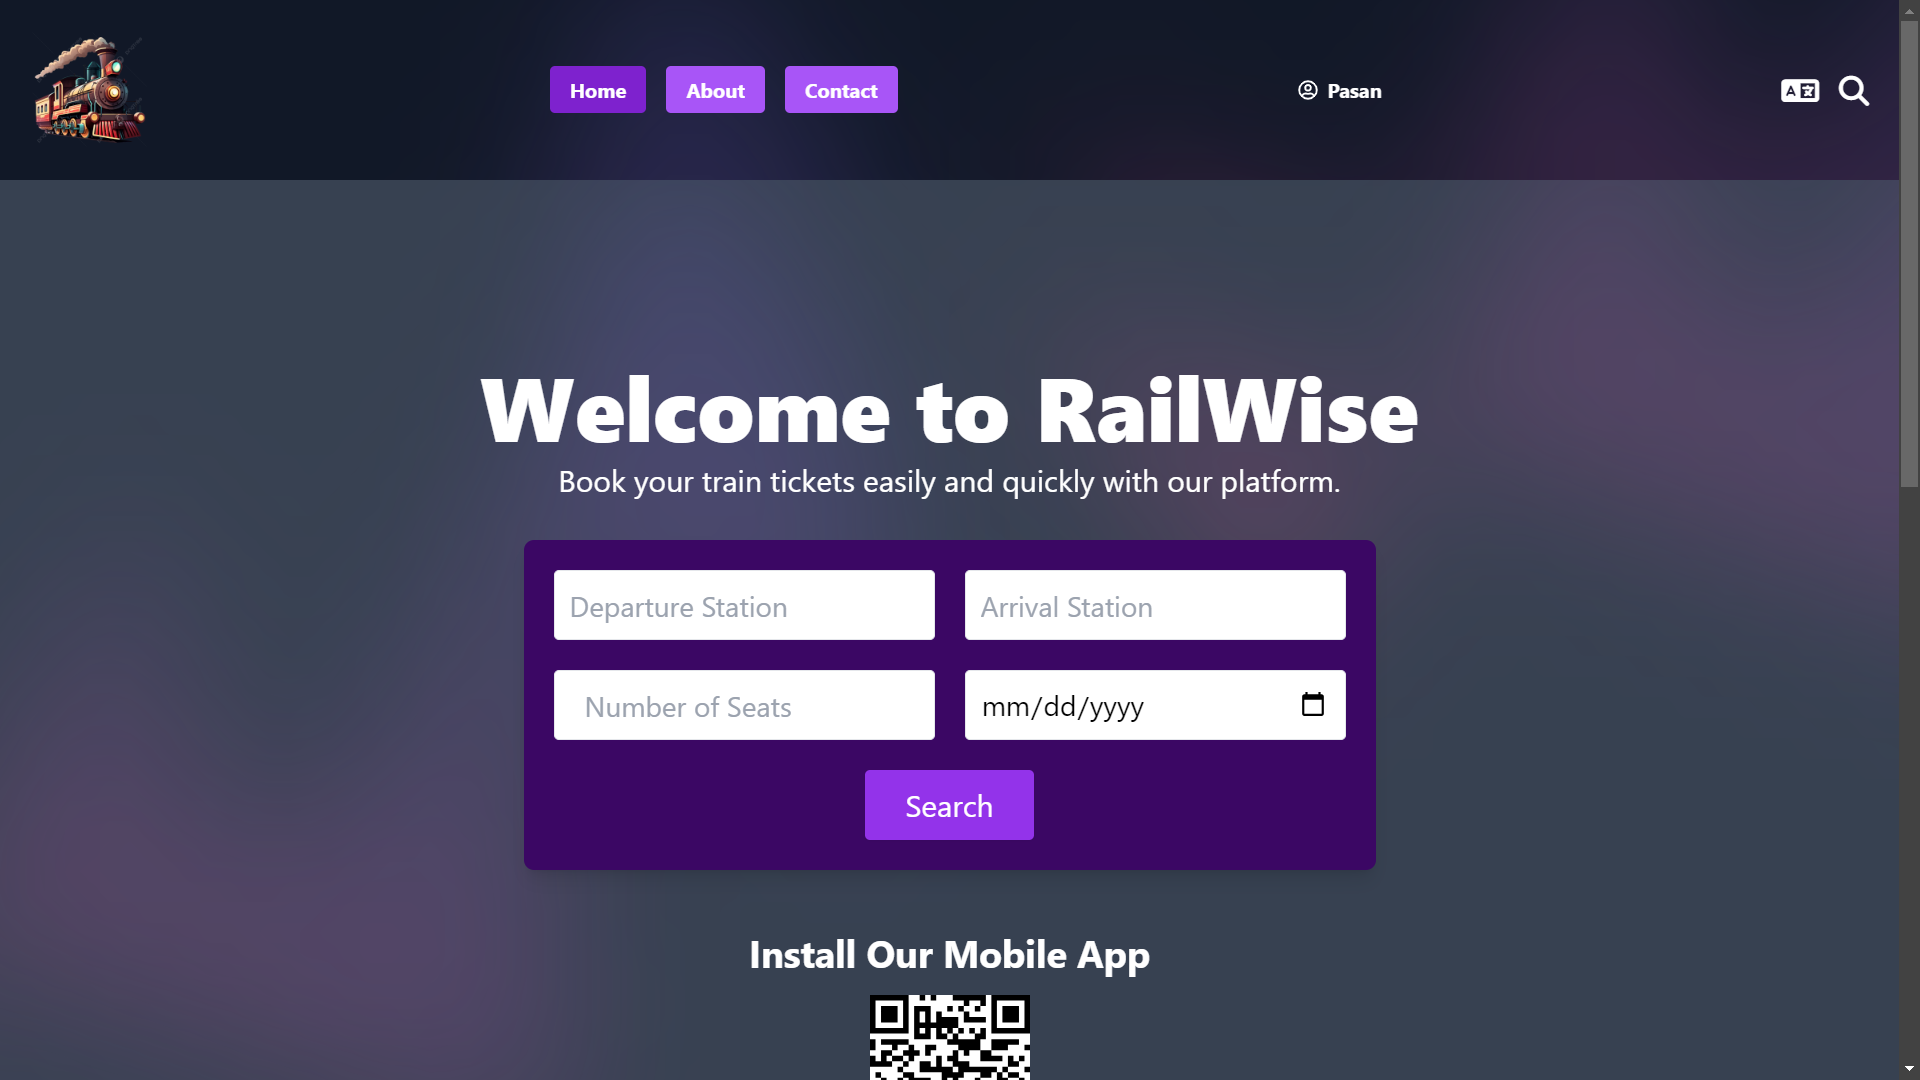 Home
About
Contact
Pasan
Welcome to RailWise
Book your train tickets easily and quickly with our platform.
Departure Station
Arrival Station
Number of Seats
mm/dd/yyyy
Search
Install Our Mobile App